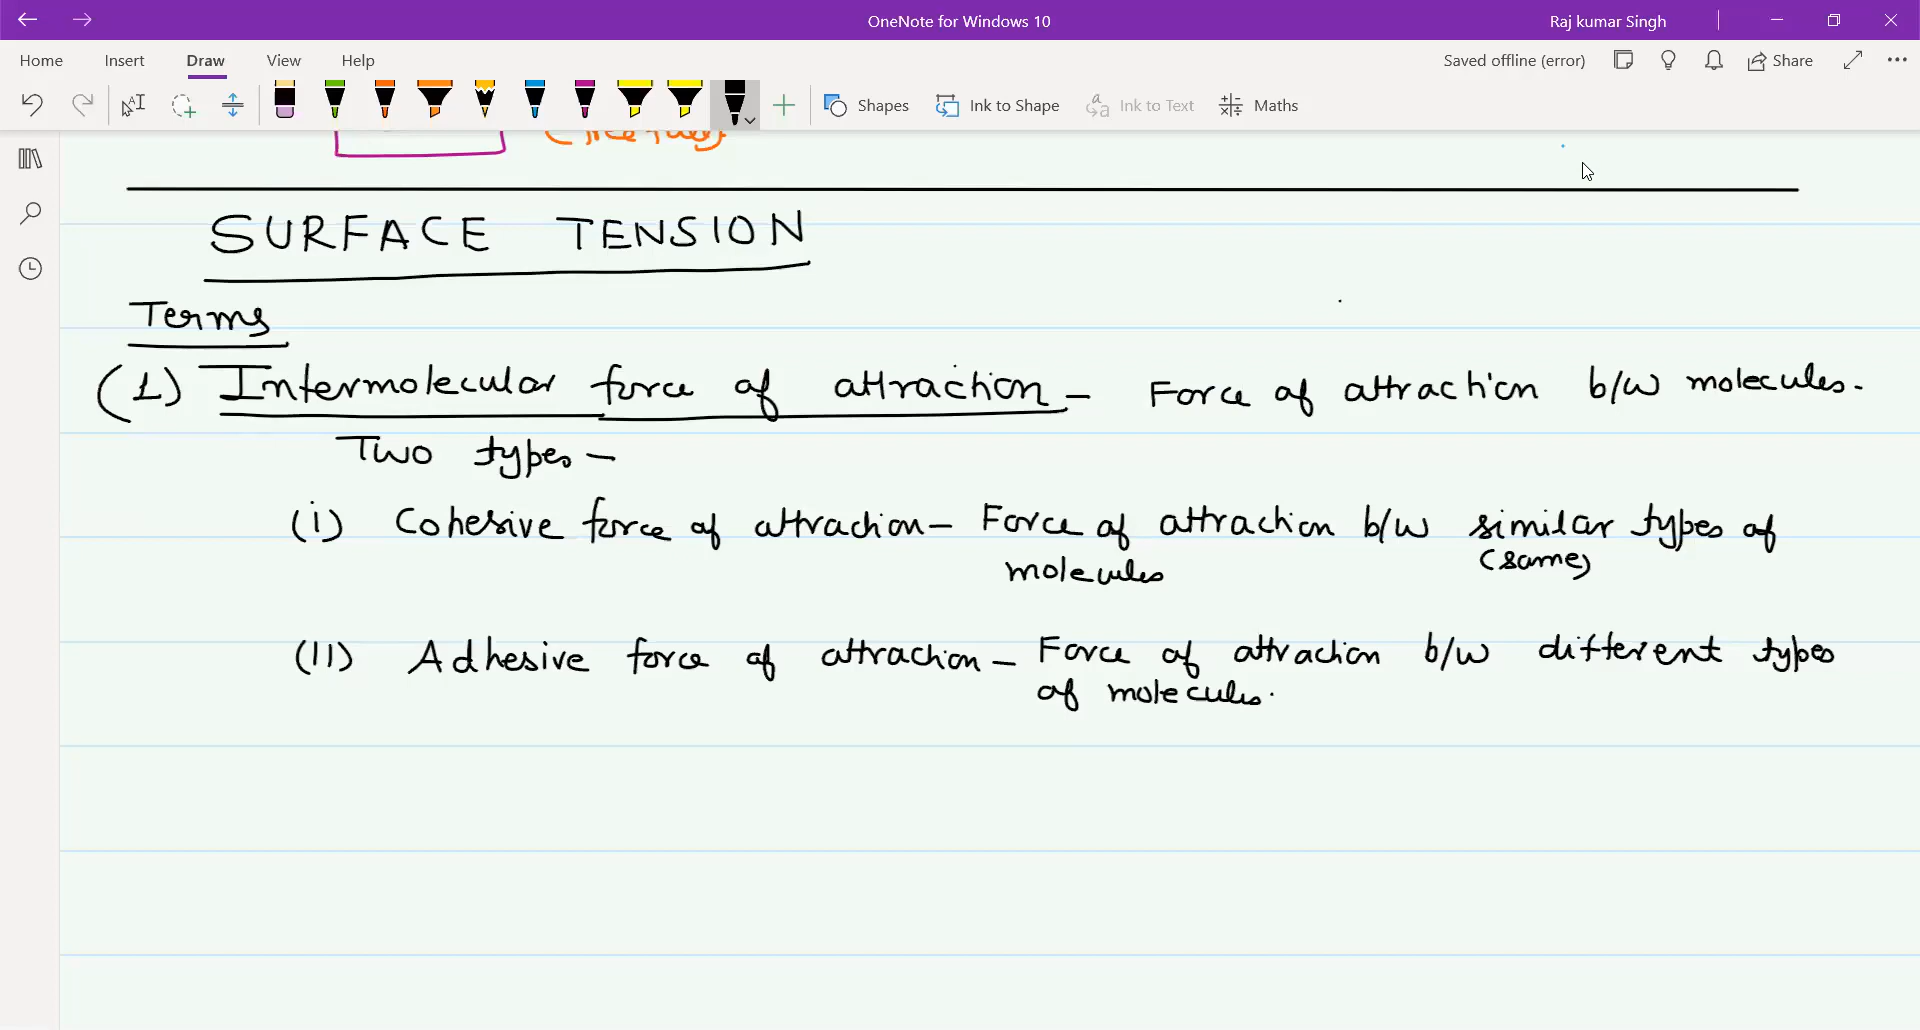 OneNote for Windows 10
Raj kumar Singh
Home Insert Draw View Help
Saved offline (error) Share
Shapes Ink to Shape Ink to Text Maths
SURFACE TENSION
Terms
(1) Intermolecular force of attraction - Force of attraction b/w molecules.
Two types -
(i) Cohesive force of attraction - Force of attraction b/w similar types of
(same)
molecules
(II) Adhesive force of attraction - Force of attraction b/w different types
of molecules.